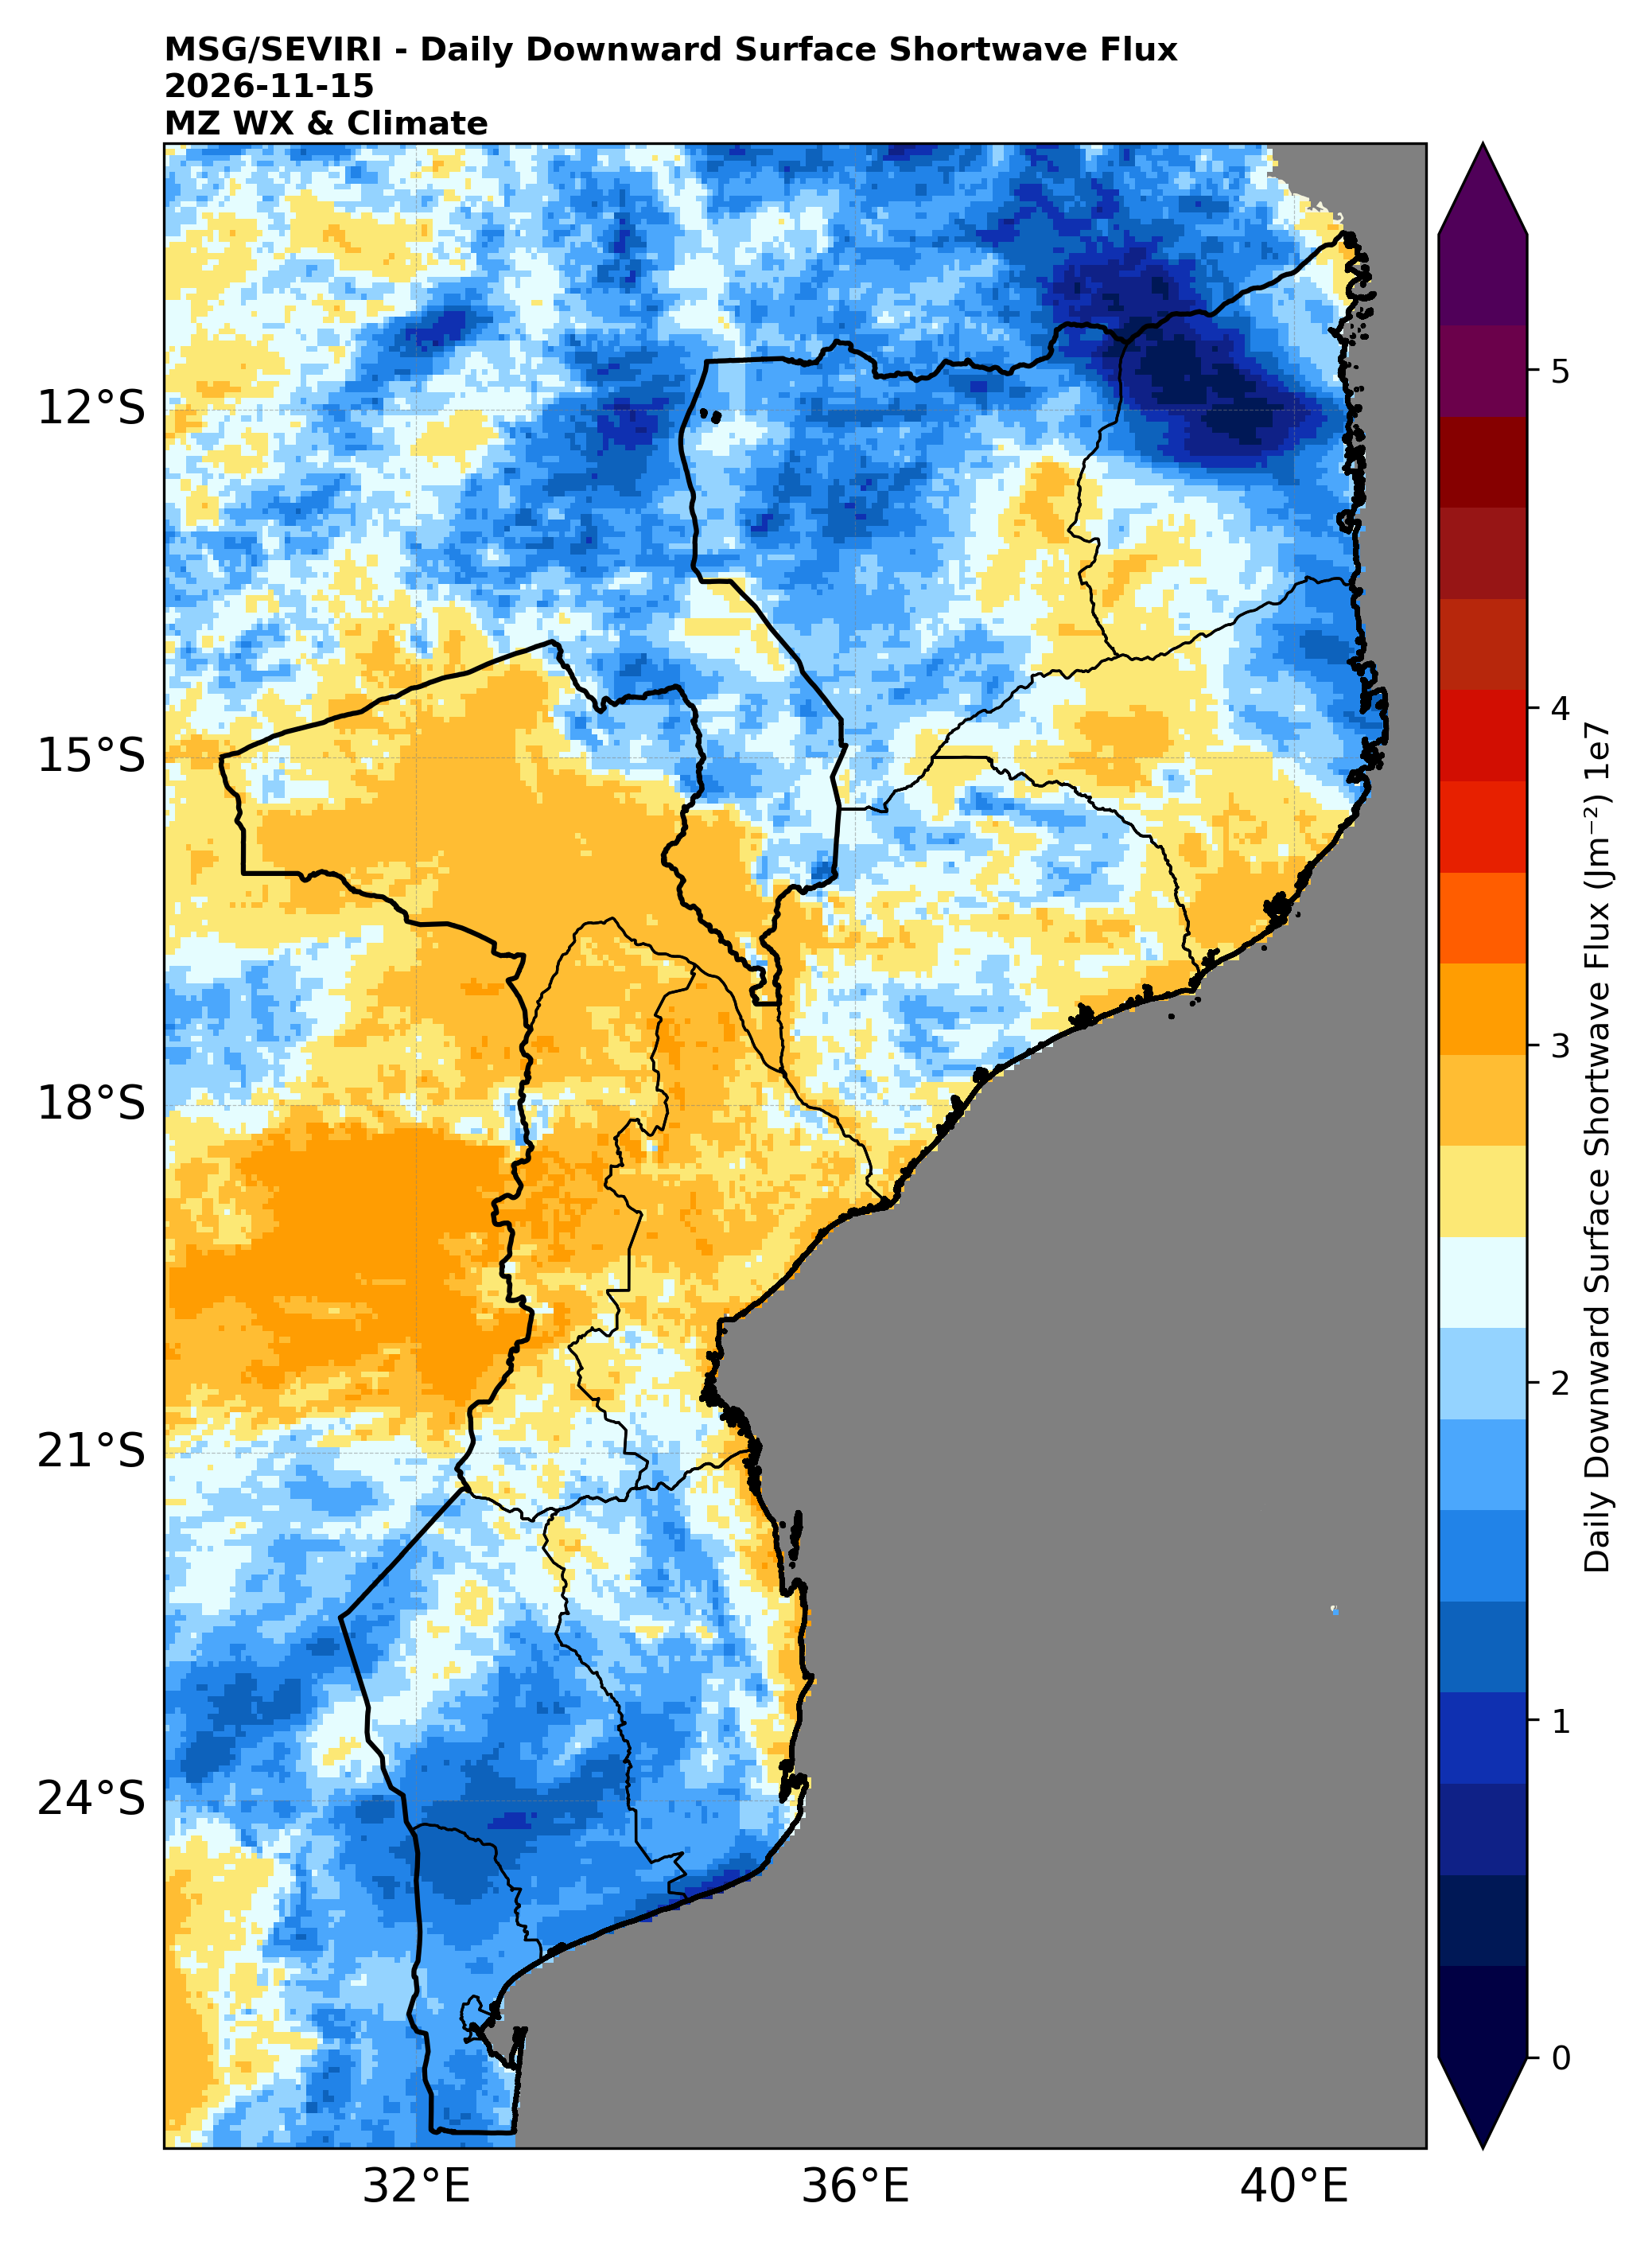 MSG/SEVIRI - Daily Downward Surface Shortwave Flux
2026-11-15
MZ WX & Climate
12°S
15°S
18°S
21°S
24°S
32°E
36°E
40°E
5
4
3
2
1
0
Daily Downward Surface Shortwave Flux (Jm⁻²) 1e7